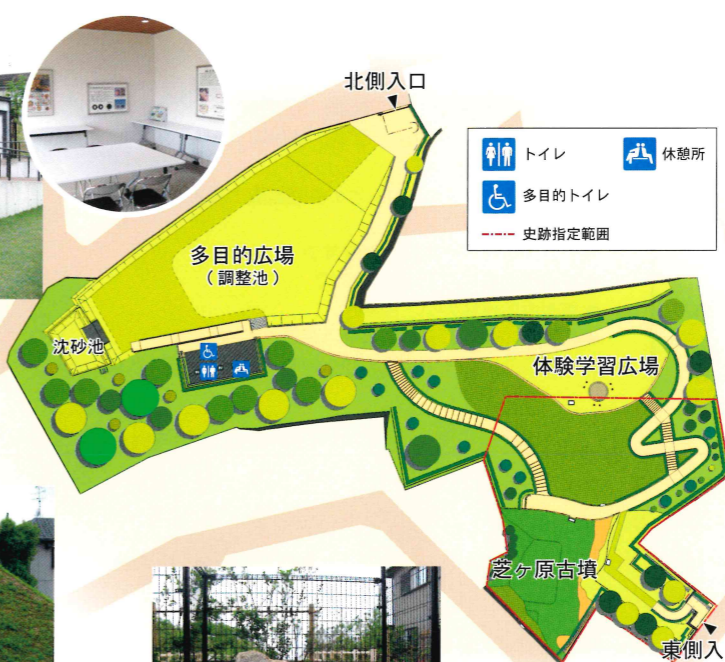 北側入口
トイレ
休憩所
多目的トイレ
史跡指定範囲
多目的広場
(調整池)
沈砂池
体験学習広場
芝ヶ原古墳
東側入